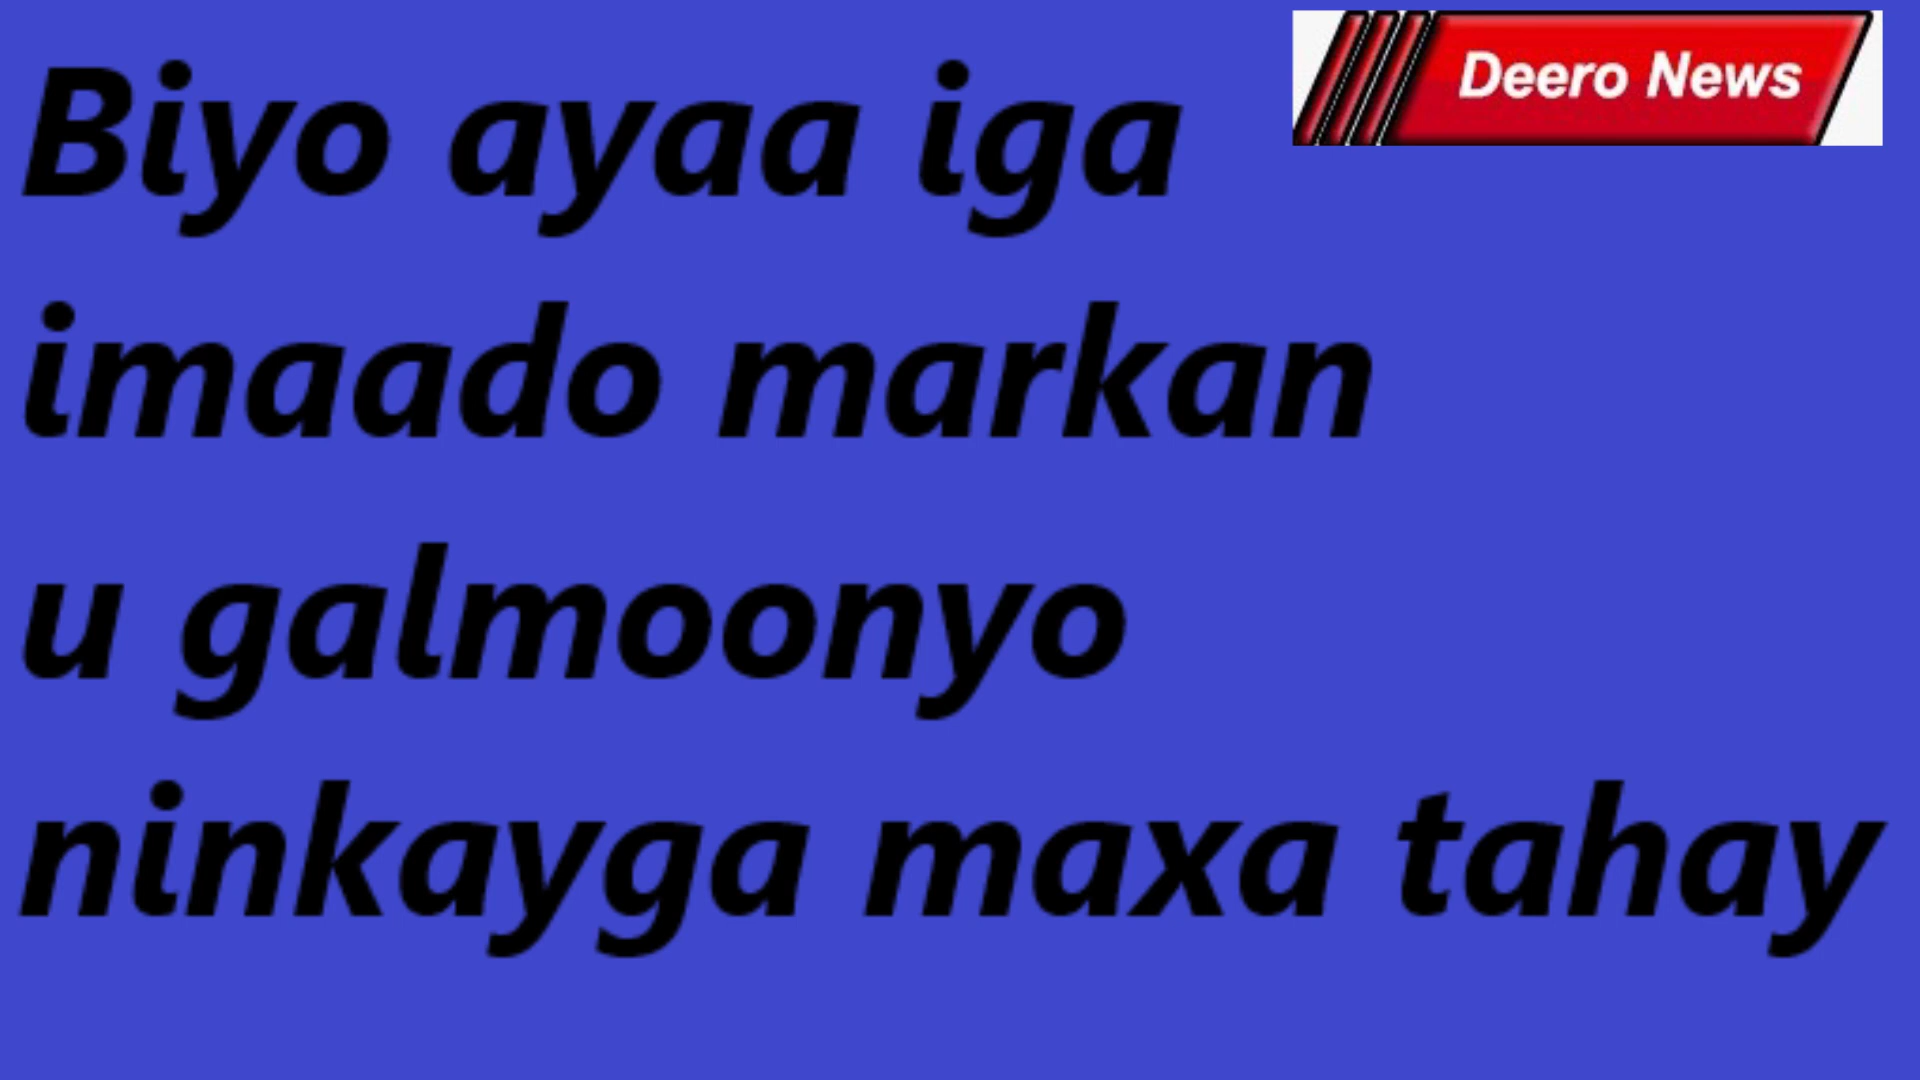 Biyo ayaa iga
Deero News
imaado markan
u galmoonyo
ninkayga maxa tahay